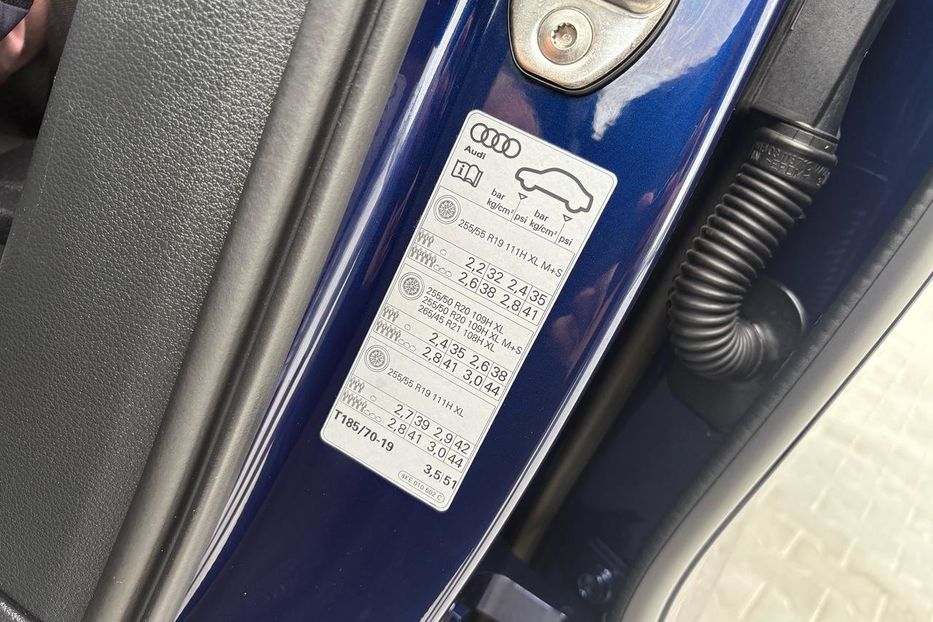 Audi
bar
kg/cm² psi
bar
kg/cm² psi
255/55 R19 111H XL M+S
2,2 32 2,4 35
2,6 38 2,8 41
255/50 R20 109H XL
255/50 R20 109H XL M+S
265/45 R21 108H XL
2,4 35 2,6 38
2,8 41 3,0 44
255/55 R19 111H XL
2,7 39 2,9 42
2,8 41 3,0 44
T185/70-19
3,5 51
4KE 010 502 C